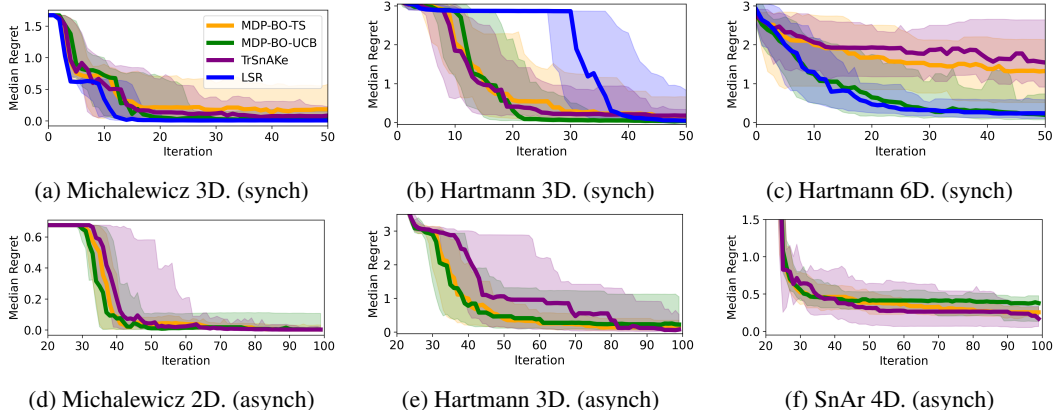 1.5
1.0
0.5
0.0
Median Regret
0 10 20 30 40 50
Iteration
MDP-BO-TS
MDP-BO-UCB
TrSnAKe
LSR
3
2
1
0
Median Regret
0 10 20 30 40 50
Iteration
3
2
1
0
Median Regret
0 10 20 30 40 50
Iteration
(a) Michalewicz 3D. (synch)
(b) Hartmann 3D. (synch)
(c) Hartmann 6D. (synch)
0.6
0.4
0.2
0.0
Median Regret
20 30 40 50 60 70 80 90 100
Iteration
3
2
1
0
Median Regret
30 40 50 60 70 80 90 100
Iteration
1.5
1.0
0.5
0.0
Median Regret
20 30 40 50 60 70 80 90 100
Iteration
(d) Michalewicz 2D. (asynch)
(e) Hartmann 3D. (asynch)
(f) SnAr 4D. (asynch)